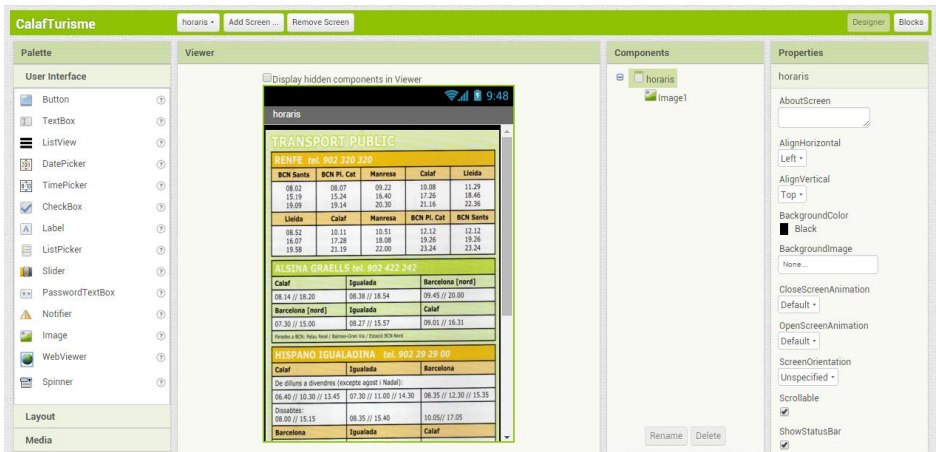 CalafTurisme horaris Add Screen ... Remove Screen Designer Blocks
Palette
User Interface
Button
TextBox
ListView
DatePicker
TimePicker
CheckBox
Label
ListPicker
Slider
PasswordTextBox
Notifier
Image
WebViewer
Spinner
Layout
Media
Viewer
Display hidden components in Viewer
9:48
horaris
TRANSPORT PUBLIC
RENFE tel. 902 320 320
BCN Sants BCN Pl. Cat Manresa Calaf Lleida
08.02 08.07 09.22 10.08 11.29
15.19 15.24 16.40 17.26 18.46
19.09 19.14 20.30 21.16 22.36
Lleida Calaf Manresa BCN Pl. Cat BCN Sants
08.52 10.11 10.51 12.12 12.12
16.07 17.28 18.08 19.26 19.26
19.58 21.19 22.00 23.24 23.24
ALSINA GRAELLS tel. 902 422 242
Calaf Igualada Barcelona [nord]
08.14 // 18.20 08.38 // 18.54 09.45 // 20.00
Barcelona [nord] Igualada Calaf
07.30 // 15.00 08.27 // 15.57 09.01 // 16.31
Parades a BCN: Palau Reial / Balmes-Gran Via / Estació BCN-Nord
HISPANO IGUALADINA tel. 902 29 29 00
Calaf Igualada Barcelona
De dilluns a divendres (excepte agost i Nadal):
06.40 // 10.30 // 13.45 07.30 // 11.00 // 14.30 08.35 // 12.30 // 15.35
Dissabtes:
08.00 // 15.15 08.35 // 15.40 10.05// 17.05
Barcelona Igualada Calaf
Components
horaris
Image1
Rename Delete
Properties
horaris
AboutScreen
AlignHorizontal
Left
AlignVertical
Top
BackgroundColor
Black
BackgroundImage
None...
CloseScreenAnimation
Default
OpenScreenAnimation
Default
ScreenOrientation
Unspecified
Scrollable
ShowStatusBar